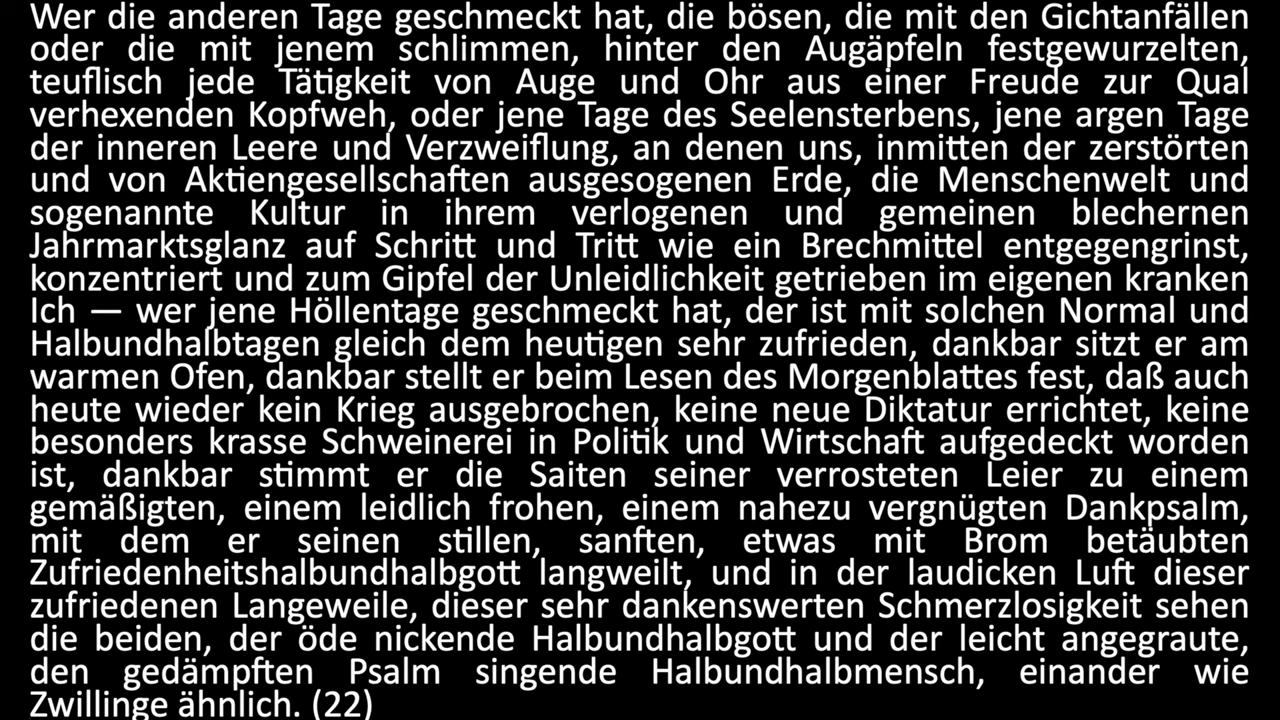 Wer die anderen Tage geschmeckt hat, die bösen, die mit den Gichtanfällen
oder die mit jenem schlimmen, hinter den Augäpfeln festgewurzelten,
teuflisch jede Tätigkeit von Auge und Ohr aus einer Freude zur Qual
verhexenden Kopfweh, oder jene Tage des Seelensterbens, jene argen Tage
der inneren Leere und Verzweiflung, an denen uns, inmitten der zerstörten
und von Aktiengesellschaften ausgesogenen Erde, die Menschenwelt und
sogenannte Kultur in ihrem verlogenen und gemeinen blechernen
Jahrmarktsglanz auf Schritt und Tritt wie ein Brechmittel entgegengrinst,
konzentriert und zum Gipfel der Unleidlichkeit getrieben im eigenen kranken
Ich — wer jene Höllentage geschmeckt hat, der ist mit solchen Normal und
Halbundhalbtagen gleich dem heutigen sehr zufrieden, dankbar sitzt er am
warmen Ofen, dankbar stellt er beim Lesen des Morgenblattes fest, daß auch
heute wieder kein Krieg ausgebrochen, keine neue Diktatur errichtet, keine
besonders krasse Schweinerei in Politik und Wirtschaft aufgedeckt worden
ist, dankbar stimmt er die Saiten seiner verrosteten Leier zu einem
gemäßigten, einem leidlich frohen, einem nahezu vergnügten Dankpsalm,
mit dem er seinen stillen, sanften, etwas mit Brom betäubten
Zufriedenheitshalbundhalbgott langweilt, und in der laudicken Luft dieser
zufriedenen Langeweile, dieser sehr dankenswerten Schmerzlosigkeit sehen
die beiden, der öde nickende Halbundhalbgott und der leicht angegraute,
den gedämpften Psalm singende Halbundhalbmensch, einander wie
Zwillinge ähnlich. (22)